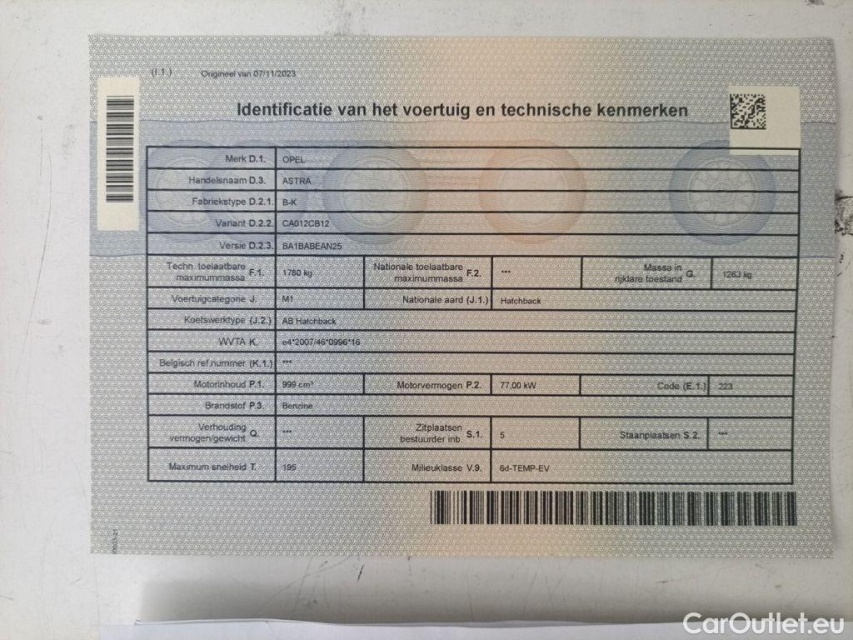 (I.1.) Origineel van 07/11/2023
Identificatie van het voertuig en technische kenmerken
Merk D.1. OPEL
Handelsnaam D.3. ASTRA
Fabriekstype D.2.1. B-K
Variant D.2.2. CA012CB12
Versie D.2.3. BA1BABEAN25
Techn. toelaatbare maximummassa F.1. 1780 kg Nationale toelaatbare maximummassa F.2. *** Massa in rijklare toestand G. 1263 kg
Voertuigcategorie J. M1 Nationale aard (J.1.) Hatchback
Koetswerktype (J.2.) AB Hatchback
WVTA K. e4*2007/46*0996*16
Belgisch ref.nummer (K.1.) ***
Motorinhoud P.1. 999 cm³ Motorvermogen P.2. 77.00 kW Code (E.1.) 223
Brandstof P.3. Benzine
Verhouding vermogen/gewicht Q. *** Zitplaatsen bestuurder inb. S.1. 5 Staanplaatsen S.2. ***
Maximum snelheid T. 195 Milieuklasse V.9. 6d-TEMP-EV
CarOutlet.eu